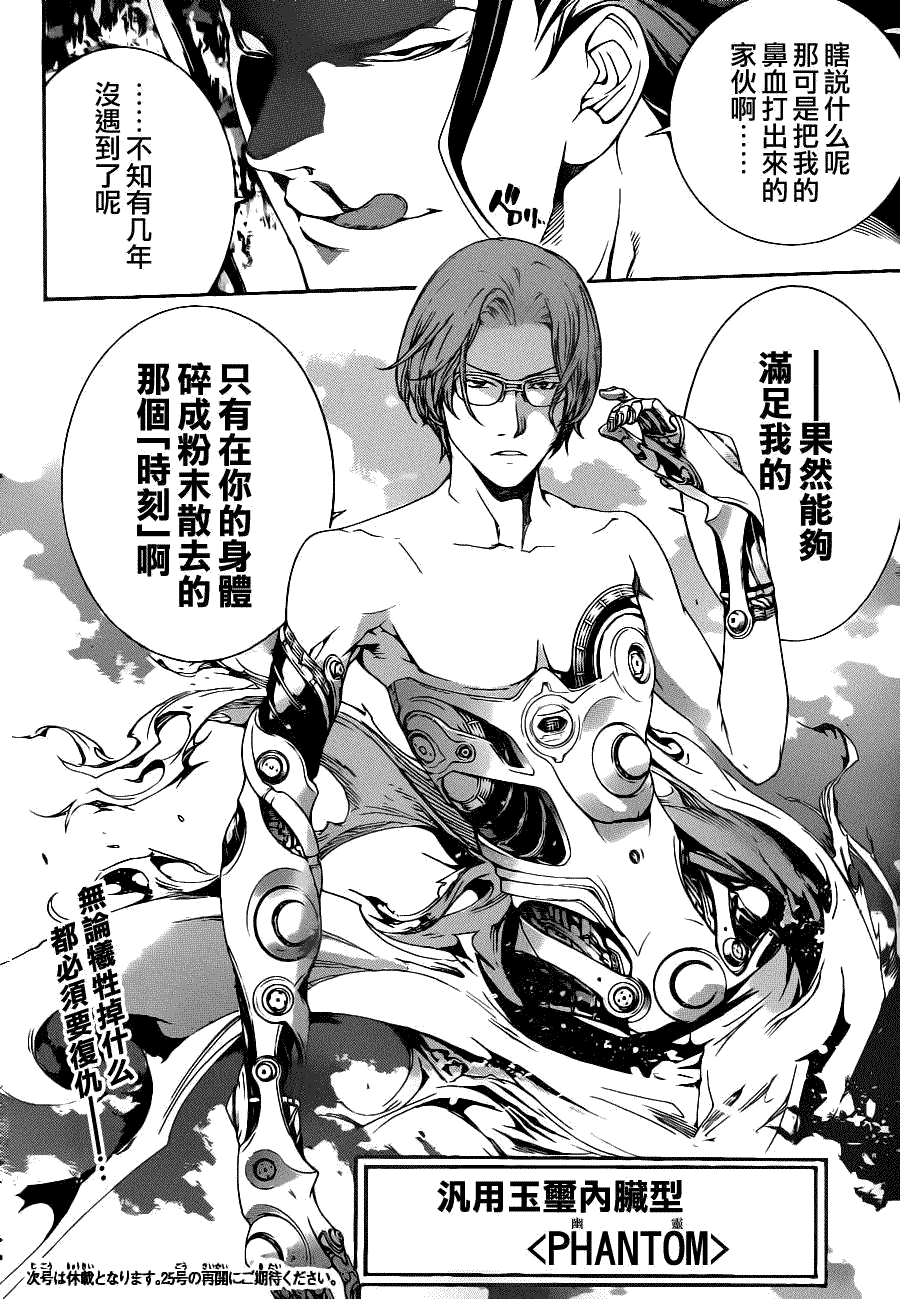 瞎説什么呢
那可是把我的
鼻血打出來的
家伙啊……
……不知有几年
沒遇到了呢
ベロリ..
——果然能夠
滿足我的
只有在你的身體
碎成粉末散去的
那個「時刻」啊
無論犧牲掉什么
都必須要復仇——…
汎用玉璽內臟型
幽靈
<PHANTOM>
次号は休載となります。25号の再開にご期待ください。